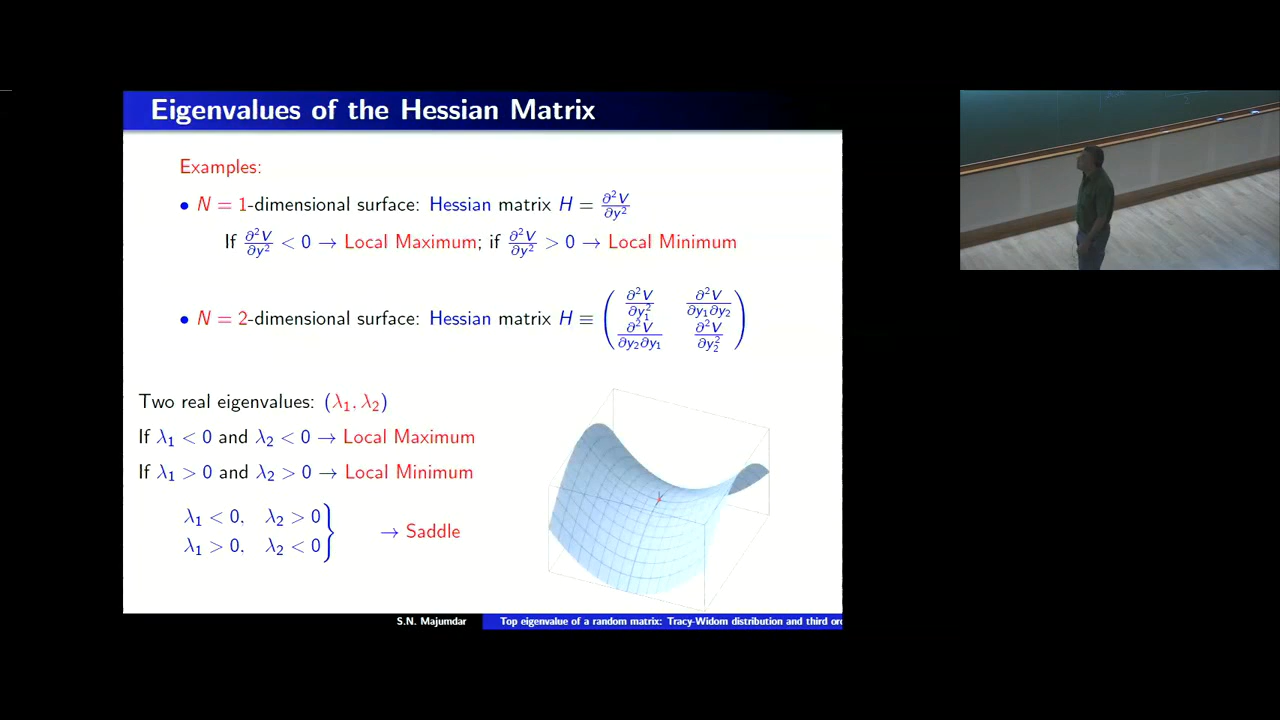 Eigenvalues of the Hessian Matrix
Examples:
• N = 1-dimensional surface: Hessian matrix H = ∂²V/∂y²
If ∂²V/∂y² < 0 → Local Maximum; if ∂²V/∂y² > 0 → Local Minimum
• N = 2-dimensional surface: Hessian matrix H ≡ ( ∂²V/∂y₁² ∂²V/∂y₁∂y₂
∂²V/∂y₂∂y₁ ∂²V/∂y₂² )
Two real eigenvalues: (λ₁, λ₂)
If λ₁ < 0 and λ₂ < 0 → Local Maximum
If λ₁ > 0 and λ₂ > 0 → Local Minimum
λ₁ < 0, λ₂ > 0
λ₁ > 0, λ₂ < 0 } → Saddle
S.N. Majumdar
Top eigenvalue of a random matrix: Tracy-Widom distribution and third ord